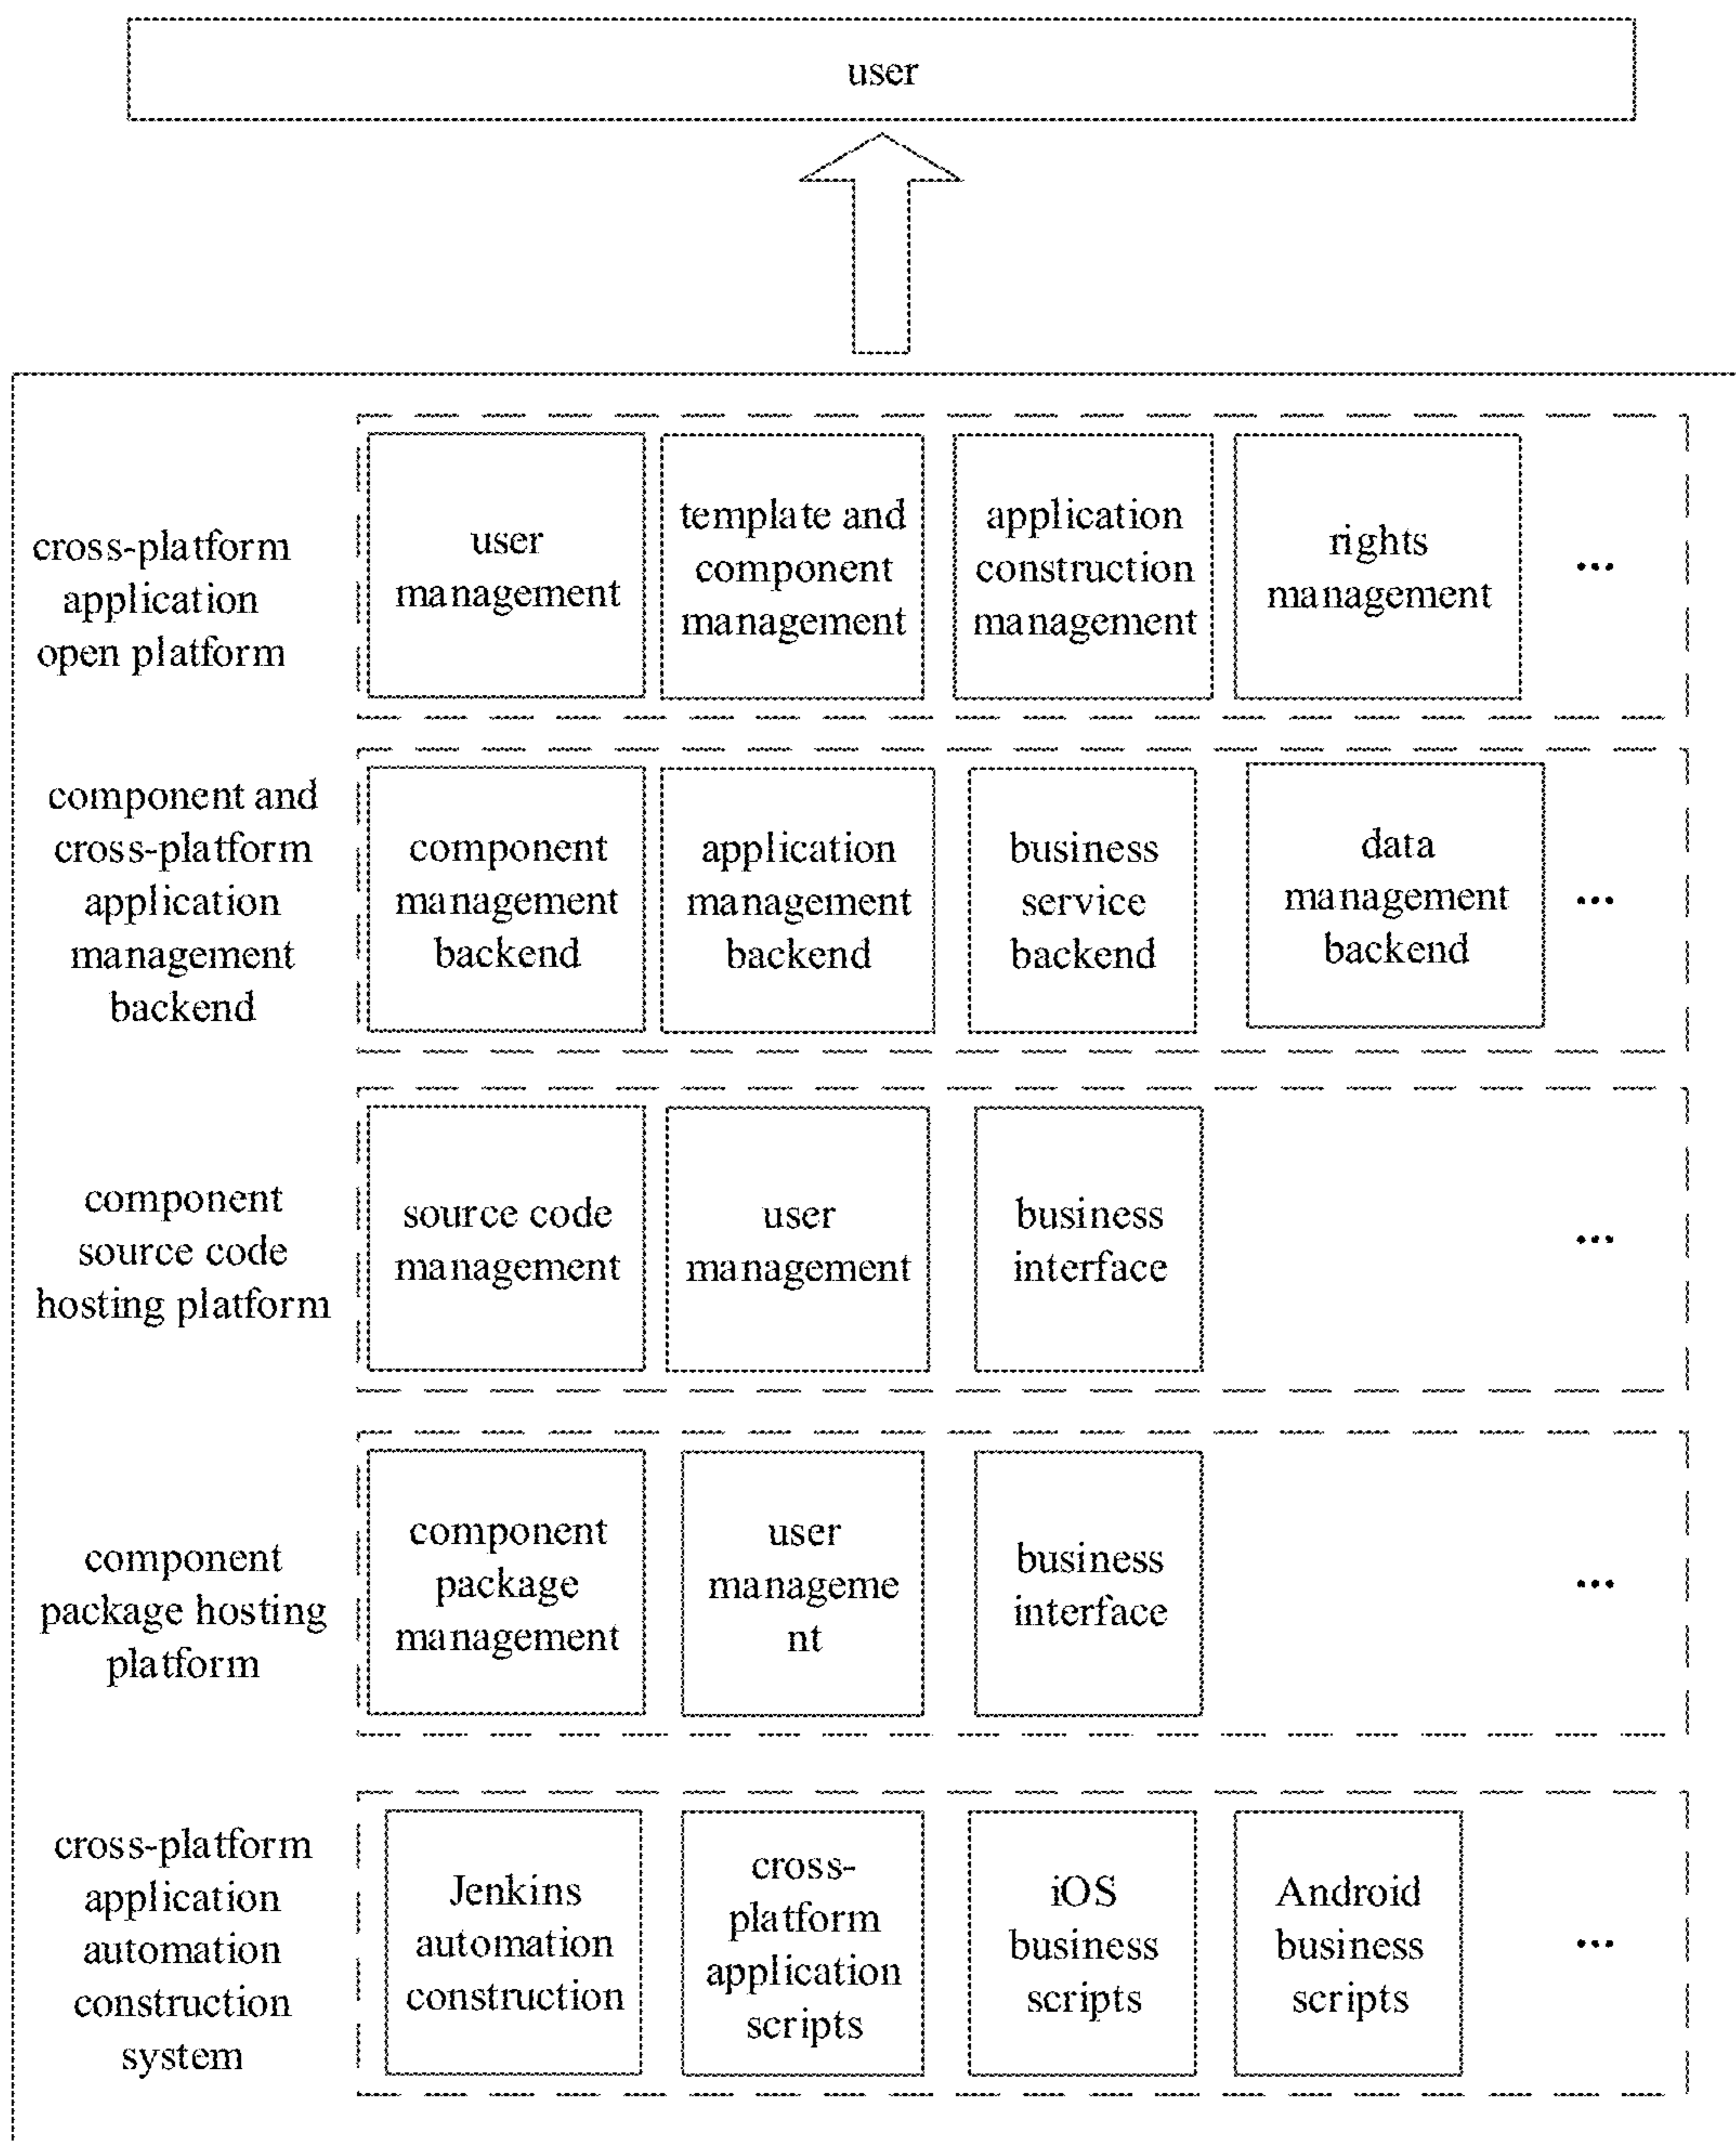 user
cross-platform
application
open platform
user
management
template and
component
management
application
construction
management
rights
management
...
component and
cross-platform
application
management
backend
component
management
backend
application
management
backend
business
service
backend
data
management
backend
...
component
source code
hosting platform
source code
management
user
management
business
interface
...
component
package hosting
platform
component
package
management
user
manageme
nt
business
interface
...
cross-platform
application
automation
construction
system
Jenkins
automation
construction
cross-
platform
application
scripts
iOS
business
scripts
Android
business
scripts
...